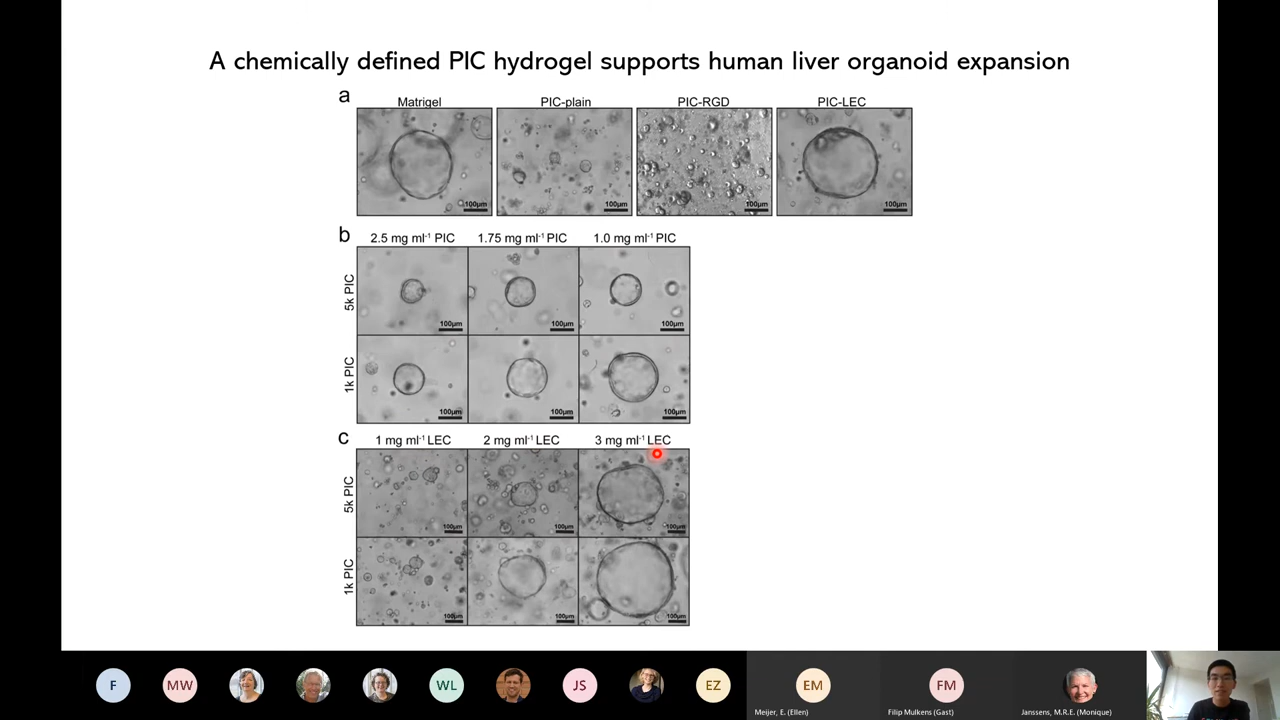 A chemically defined PIC hydrogel supports human liver organoid expansion
a
Matrigel PIC-plain PIC-RGD PIC-LEC
100μm 100μm 100μm 100μm
b
2.5 mg ml⁻¹ PIC 1.75 mg ml⁻¹ PIC 1.0 mg ml⁻¹ PIC
5k PIC
100μm 100μm 100μm
1k PIC
100μm 100μm 100μm
c
1 mg ml⁻¹ LEC 2 mg ml⁻¹ LEC 3 mg ml⁻¹ LEC
5k PIC
100μm 100μm 100μm
1k PIC
100μm 100μm 100μm
F MW WL JS EZ EM FM
Meijer, E. (Ellen) Filip Mulkens (Gast) Janssens, M.R.E. (Monique)